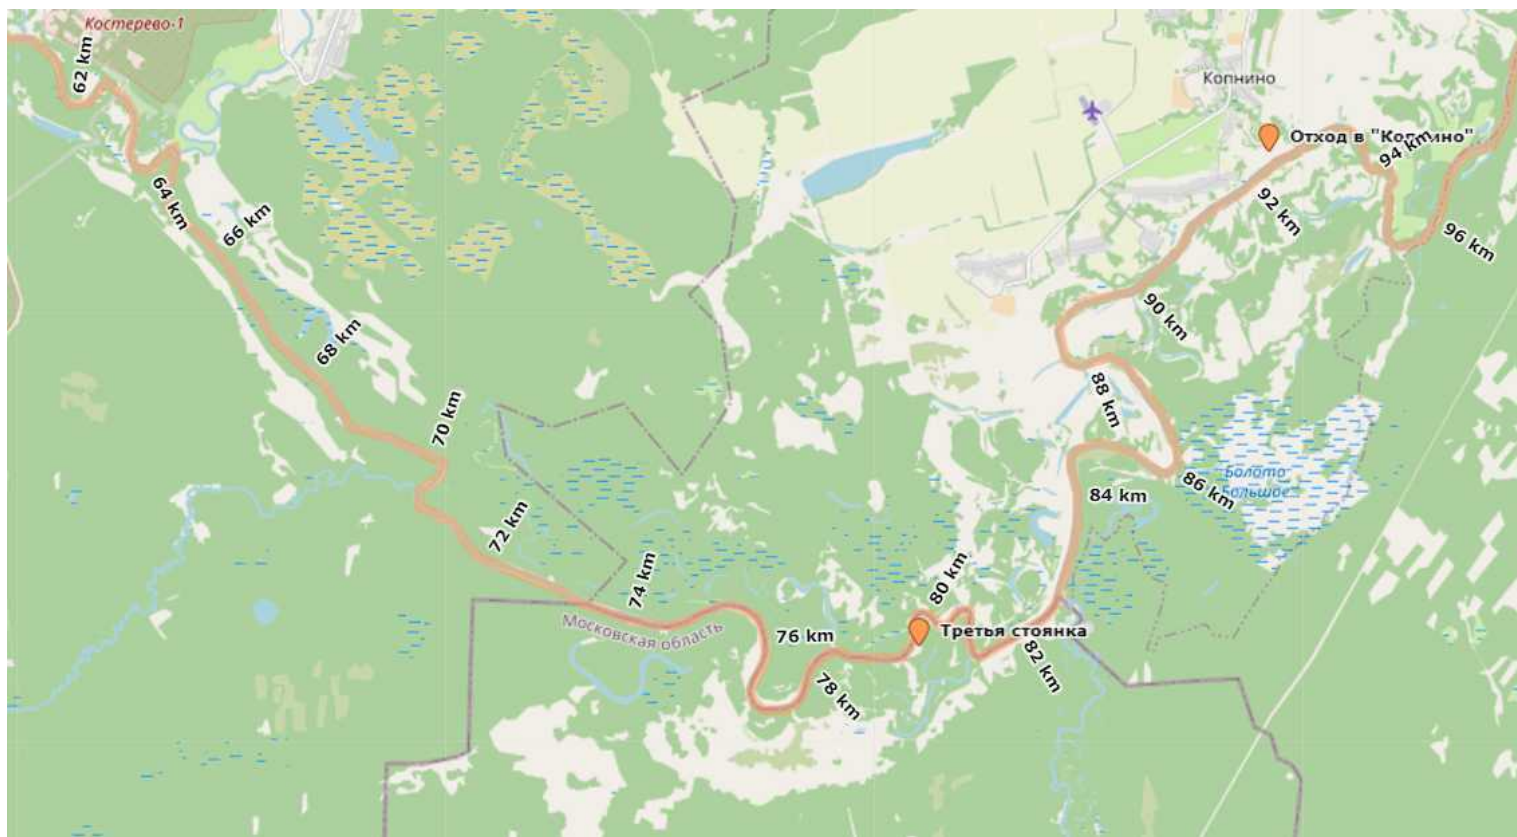 Костерево-1
62 km
Копнино
Отход в "Копнино"
94 km
64 km
66 km
92 km
96 km
68 km
90 km
70 km
88 km
Болото
Большое
86 km
84 km
72 km
74 km
80 km
Московская область
76 km
Третья стоянка
82 km
78 km